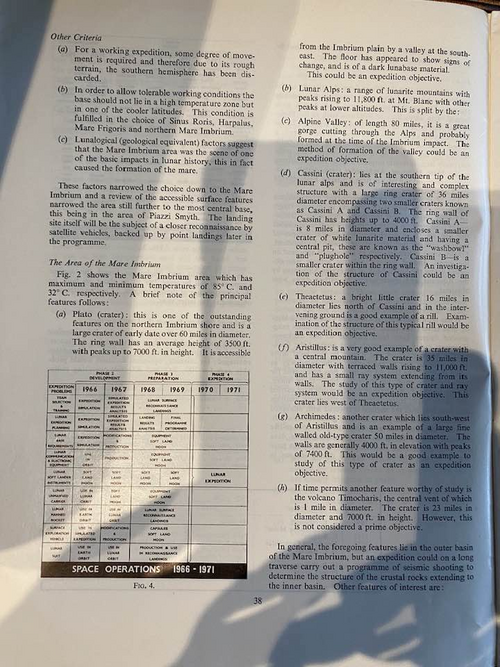 Other Criteria
(a) For a working expedition, some degree of move-
ment is required and therefore due to its rough
terrain, the southern hemisphere has been dis-
carded.
(b) In order to allow tolerable working conditions the
base should not lie in a high temperature zone but
in one of the cooler latitudes. This condition is
fulfilled in the choice of Sinus Roris, Harpalus,
Mare Frigoris and northern Mare Imbrium.
(c) Lunalogical (geological equivalent) factors suggest
that the Mare Imbrium area was the scene of one
of the basic impacts in lunar history, this in fact
caused the formation of the mare.
These factors narrowed the choice down to the Mare
Imbrium and a review of the accessible surface features
narrowed the area still further to the most central base,
this being in the area of Piazzi Smyth. The landing
site itself will be the subject of a closer reconnaissance by
satellite vehicles, backed up by point landings later in
the programme.
The Area of the Mare Imbrium
Fig. 2 shows the Mare Imbrium area which has
maximum and minimum temperatures of 85° C. and
32° C. respectively. A brief note of the principal
features follows:
(a) Plato (crater): this is one of the outstanding
features on the northern Imbrium shore and is a
large crater of early date over 60 miles in diameter.
The ring wall has an average height of 3500 ft.
with peaks up to 7000 ft. in height. It is accessible
PHASE 2 DEVELOPMENT PHASE 3 PREPARATION PHASE 4 EXPEDITION
EXPEDITION PROBLEMS 1966 1967 1968 1969 1970 1971
LUNAR EXPEDITION
SPACE OPERATIONS 1966 - 1971
FIG. 4.
from the Imbrium plain by a valley at the south-
east. The floor has appeared to show signs of
change, and is of a dark lunabase material.
This could be an expedition objective.
(b) Lunar Alps: a range of lunarite mountains with
peaks rising to 11,800 ft. at Mt. Blanc with other
peaks at lower altitudes. This is split by the:
(c) Alpine Valley: of length 80 miles, it is a great
gorge cutting through the Alps and probably
formed at the time of the Imbrium impact. The
method of formation of the valley could be an
expedition objective.
(d) Cassini (crater): lies at the southern tip of the
lunar alps and is of interesting and complex
structure with a large ring crater of 36 miles
diameter encompassing two smaller craters known
as Cassini A and Cassini B. The ring wall of
Cassini has heights up to 4000 ft. Cassini A—
is 8 miles in diameter and encloses a smaller
crater of white lunarite material and having a
central pit, these are known as the "washbowl"
and "plughole" respectively. Cassini B—is a
smaller crater within the ring wall. An investiga-
tion of the structure of Cassini could be an
expedition objective.
(e) Theactetus: a bright little crater 16 miles in
diameter lies north of Cassini and in the inter-
vening ground is a good example of a rill. Exam-
ination of the structure of this typical rill would be
an expedition objective.
(f) Aristillus: is a very good example of a crater with
a central mountain. The crater is 35 miles in
diameter with terraced walls rising to 11,000 ft.
and has a small ray system extending from its
walls. The study of this type of crater and ray
system would be an expedition objective. This
crater lies west of Theactetus.
(g) Archimedes: another crater which lies south-west
of Aristillus and is an example of a large fine
walled old-type crater 50 miles in diameter. The
walls are generally 4000 ft. in elevation with peaks
of 7400 ft. This would be a good example to
study of this type of crater as an expedition
objective.
(h) If time permits another feature worthy of study is
the volcano Timocharis, the central vent of which
is 1 mile in diameter. The crater is 23 miles in
diameter and 7000 ft. in height. However, this
is not considered a prime objective.
In general, the foregoing features lie in the outer basin
of the Mare Imbrium, but an expedition could on a long
traverse carry out a programme of seismic shooting to
determine the structure of the crustal rocks extending to
the inner basin. Other features of interest are:
38